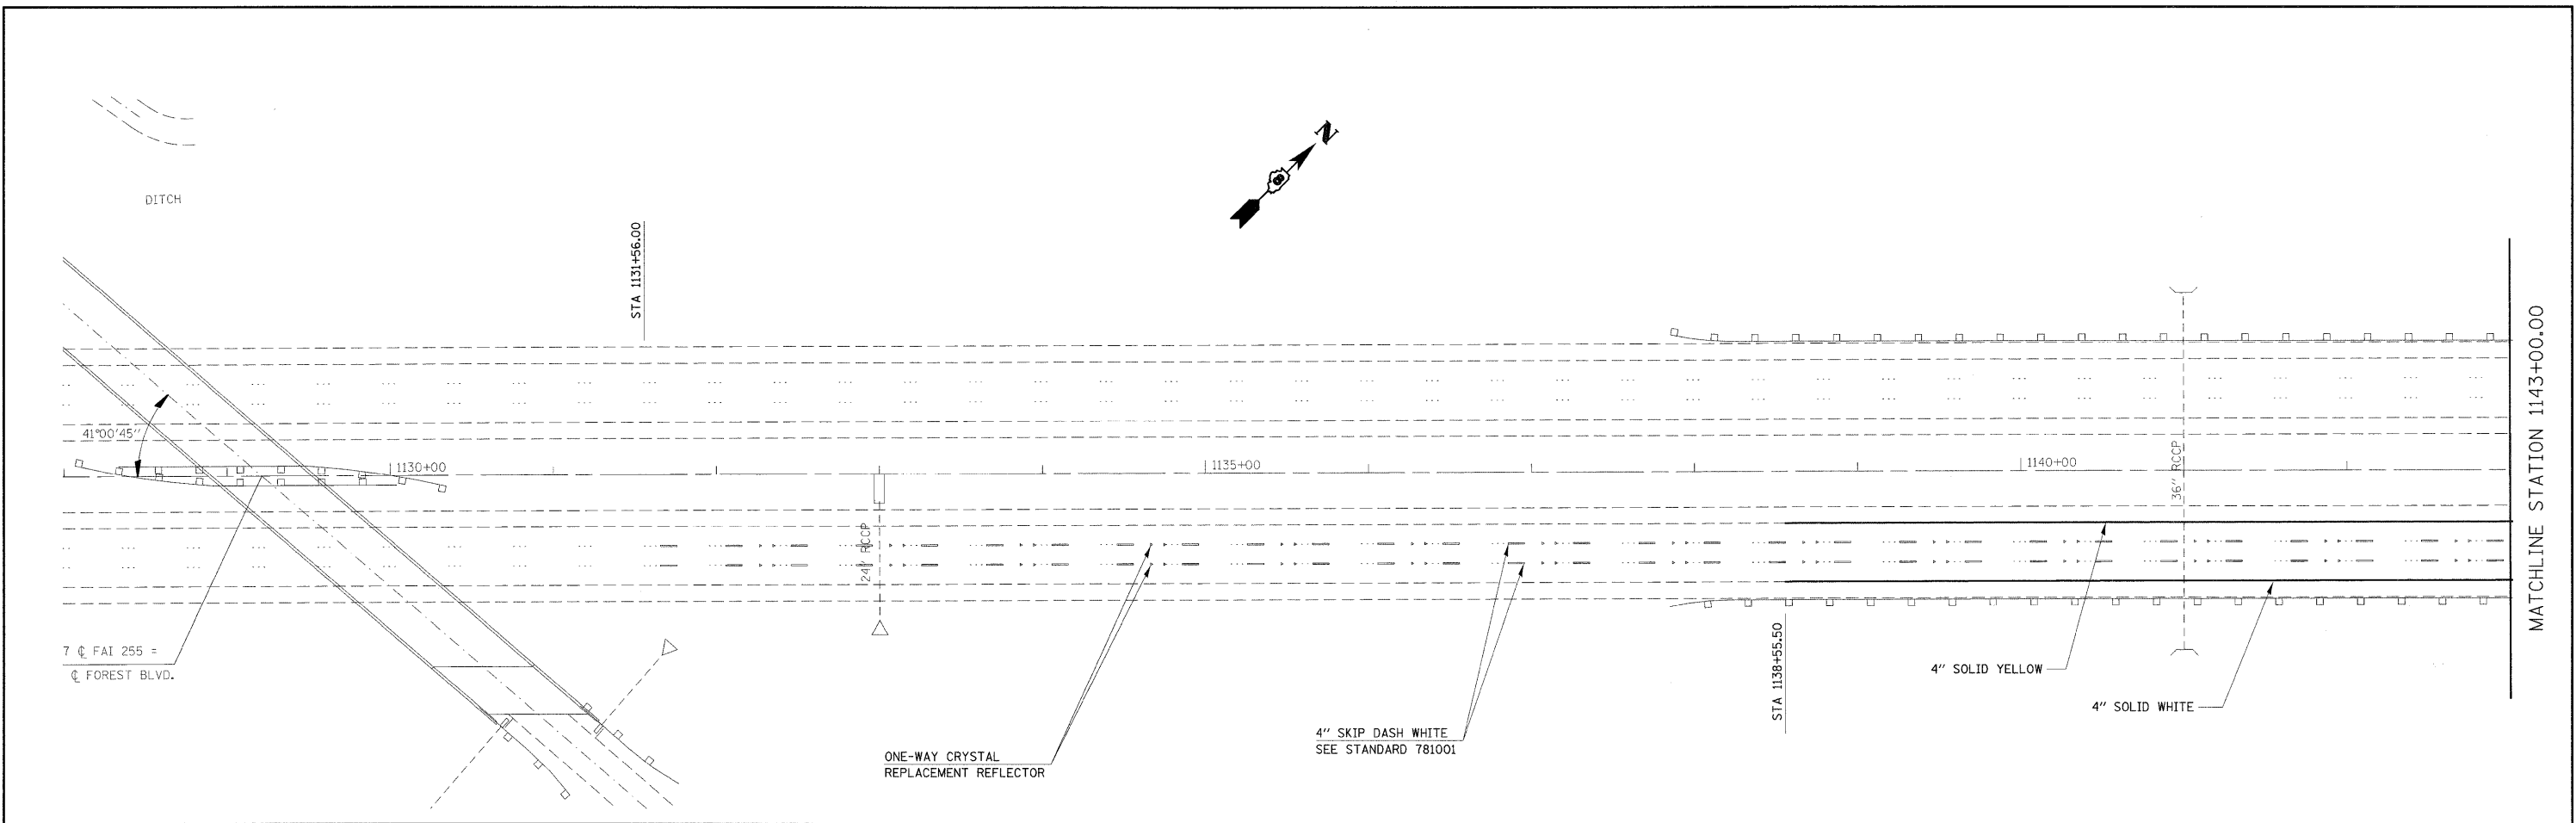 N
DITCH
STA 1131+56.00
41°00'45"
1130+00
1135+00
1140+00
24" RCCP
36" RCCP
MATCHLINE STATION 1143+00.00
7 ℄ FAI 255 =
℄ FOREST BLVD.
STA 1138+55.50
4" SOLID YELLOW
4" SOLID WHITE
4" SKIP DASH WHITE
SEE STANDARD 781001
ONE-WAY CRYSTAL
REPLACEMENT REFLECTOR